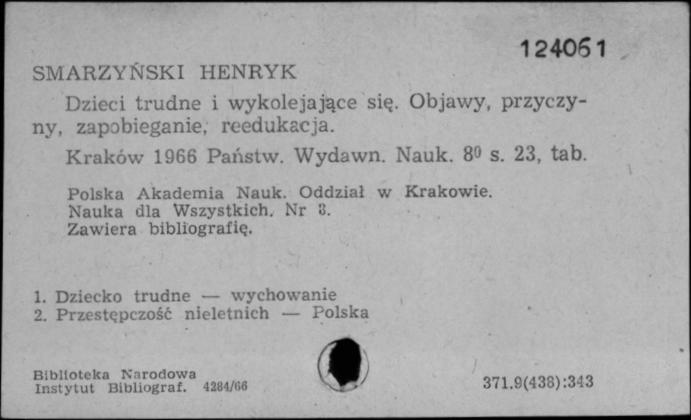 124061
SMARZYŃSKI HENRYK
Dzieci trudne i wykolejające się. Objawy, przyczy-
ny, zapobieganie, reedukacja.
Kraków 1966 Państw. Wydawn. Nauk. 8⁰ s. 23, tab.
Polska Akademia Nauk. Oddział w Krakowie.
Nauka dla Wszystkich. Nr 3.
Zawiera bibliografię.
1. Dziecko trudne — wychowanie
2. Przestępczość nieletnich — Polska
Biblioteka Narodowa
Instytut Bibliograf. 4284/66
371.9(438):343